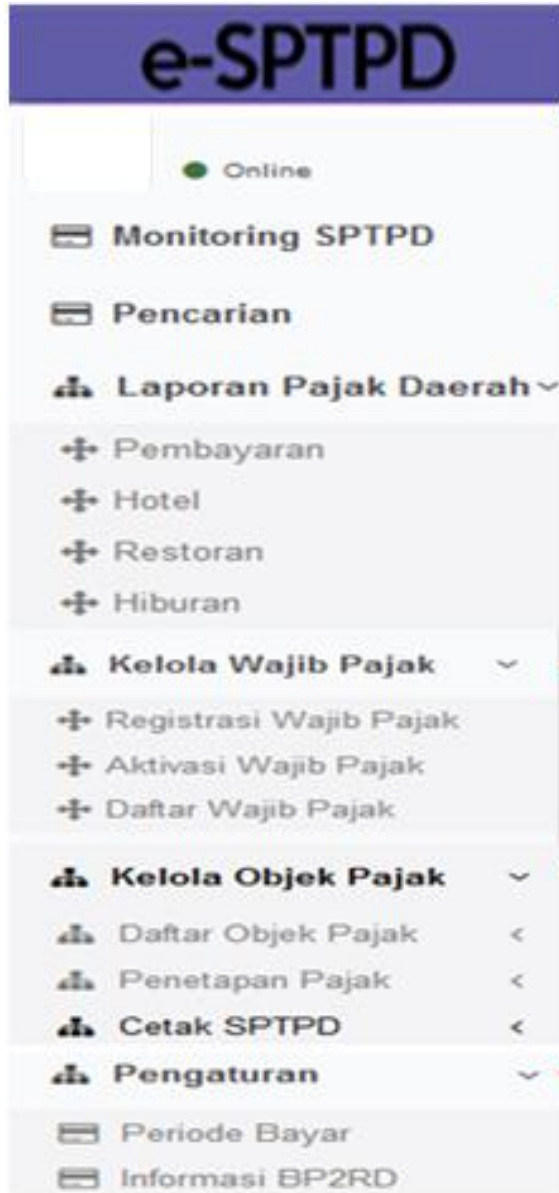 e-SPTPD
Online
Monitoring SPTPD
Pencarian
Laporan Pajak Daerah
Pembayaran
Hotel
Restoran
Hiburan
Kelola Wajib Pajak
Registrasi Wajib Pajak
Aktivasi Wajib Pajak
Daftar Wajib Pajak
Kelola Objek Pajak
Daftar Objek Pajak
Penetapan Pajak
Cetak SPTPD
Pengaturan
Periode Bayar
Informasi BP2RD